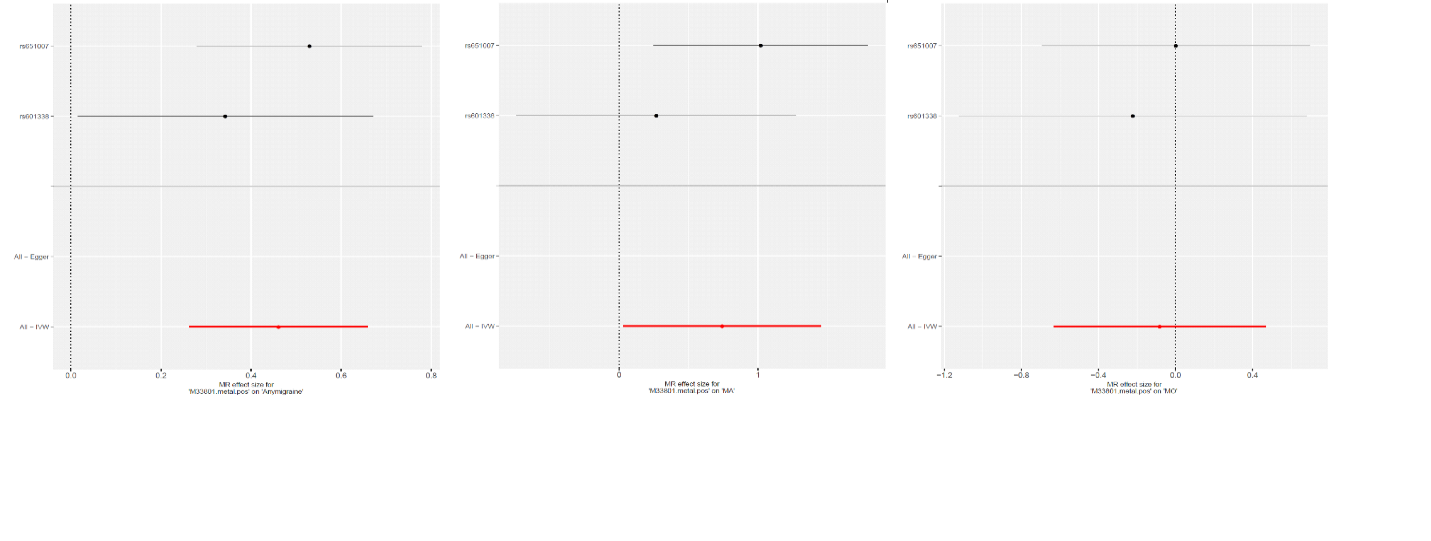 rs651007
rs601338
All − Egger
All − IVW
0.0 0.2 0.4 0.6 0.8
MR effect size for
'M33801.metal.pos' on 'Anymigraine'
rs651007
rs601338
All − Egger
All − IVW
0 1
MR effect size for
'M33801.metal.pos' on 'MA'
rs651007
rs601338
All − Egger
All − IVW
−1.2 −0.8 −0.4 0.0 0.4
MR effect size for
'M33801.metal.pos' on 'MO'